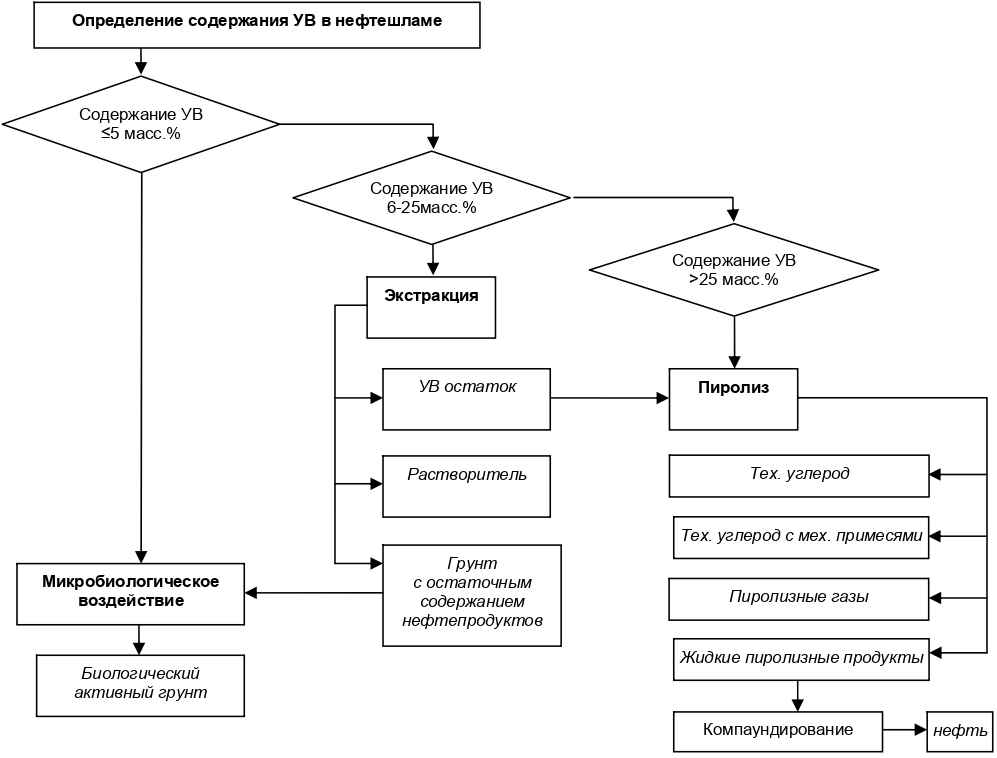 Определение содержания УВ в нефтешламе
Содержание УВ
≤5 масс.%
Содержание УВ
6-25масс.%
Содержание УВ
>25 масс.%
Экстракция
УВ остаток
Пиролиз
Растворитель
Тех. углерод
Тех. углерод с мех. примесями
Грунт
с остаточным
содержанием
нефтепродуктов
Микробиологическое
воздействие
Пиролизные газы
Жидкие пиролизные продукты
Биологический
активный грунт
Компаундирование
нефть